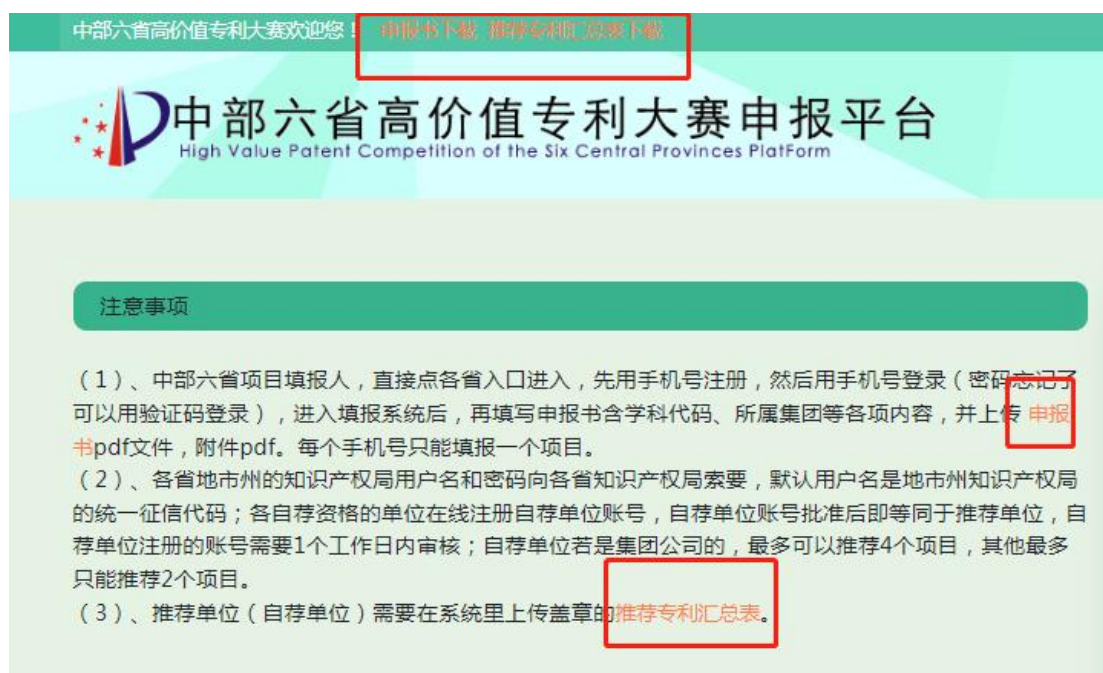 中部六省高价值专利大赛欢迎您！ 申报书下载 推荐专利汇总表下载
中部六省高价值专利大赛申报平台
High Value Patent Competition of the Six Central Provinces PlatForm
注意事项
（1）、中部六省项目填报人，直接点各省入口进入，先用手机号注册，然后用手机号登录（密码忘记了
可以用验证码登录），进入填报系统后，再填写申报书含学科代码、所属集团等各项内容，并上传 申报
书pdf文件，附件pdf。每个手机号只能填报一个项目。
（2）、各省地市州的知识产权局用户名和密码向各省知识产权局索要，默认用户名是地市州知识产权局
的统一征信代码；各自荐资格的单位在线注册自荐单位账号，自荐单位账号批准后即等同于推荐单位，自
荐单位注册的账号需要1个工作日内审核；自荐单位若是集团公司的，最多可以推荐4个项目，其他最多
只能推荐2个项目。
（3）、推荐单位（自荐单位）需要在系统里上传盖章的推荐专利汇总表。